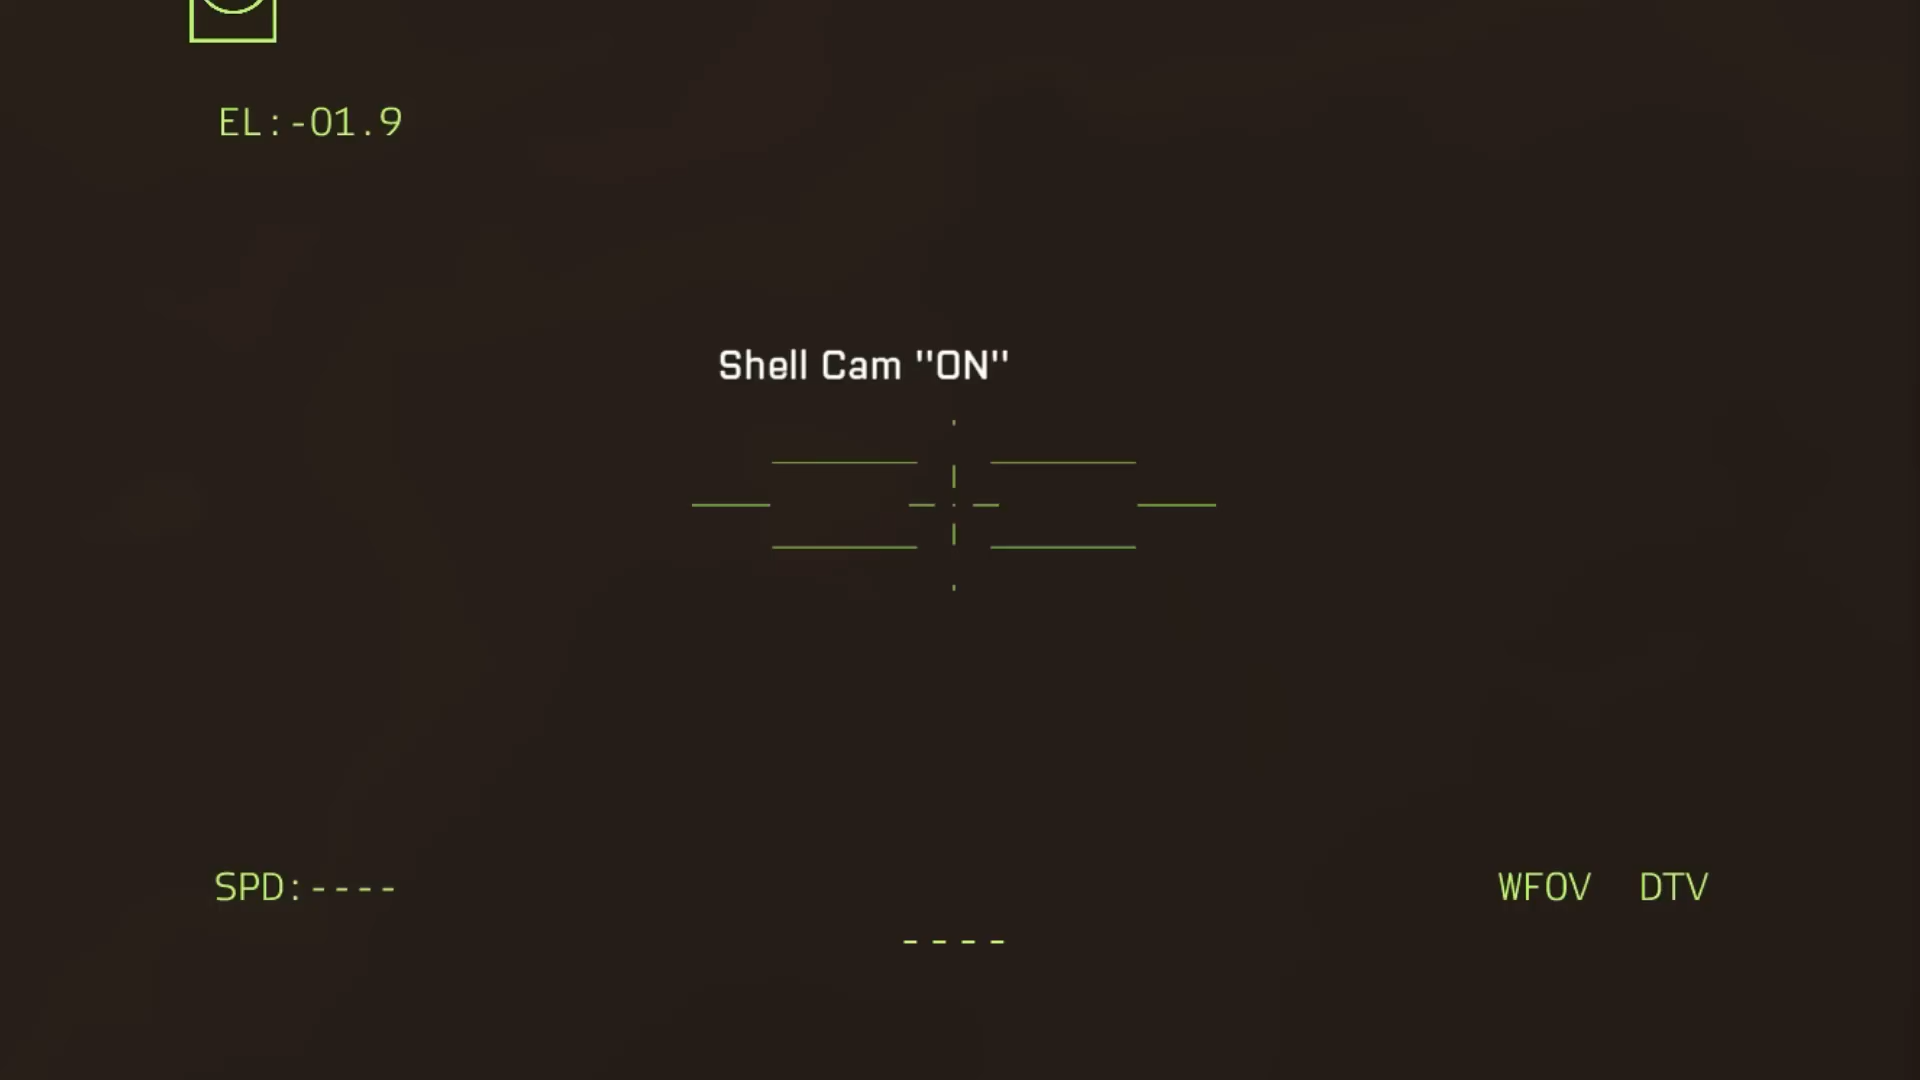 EL:-01.9
Shell Cam "ON"
SPD:----
WFOV DTV
----